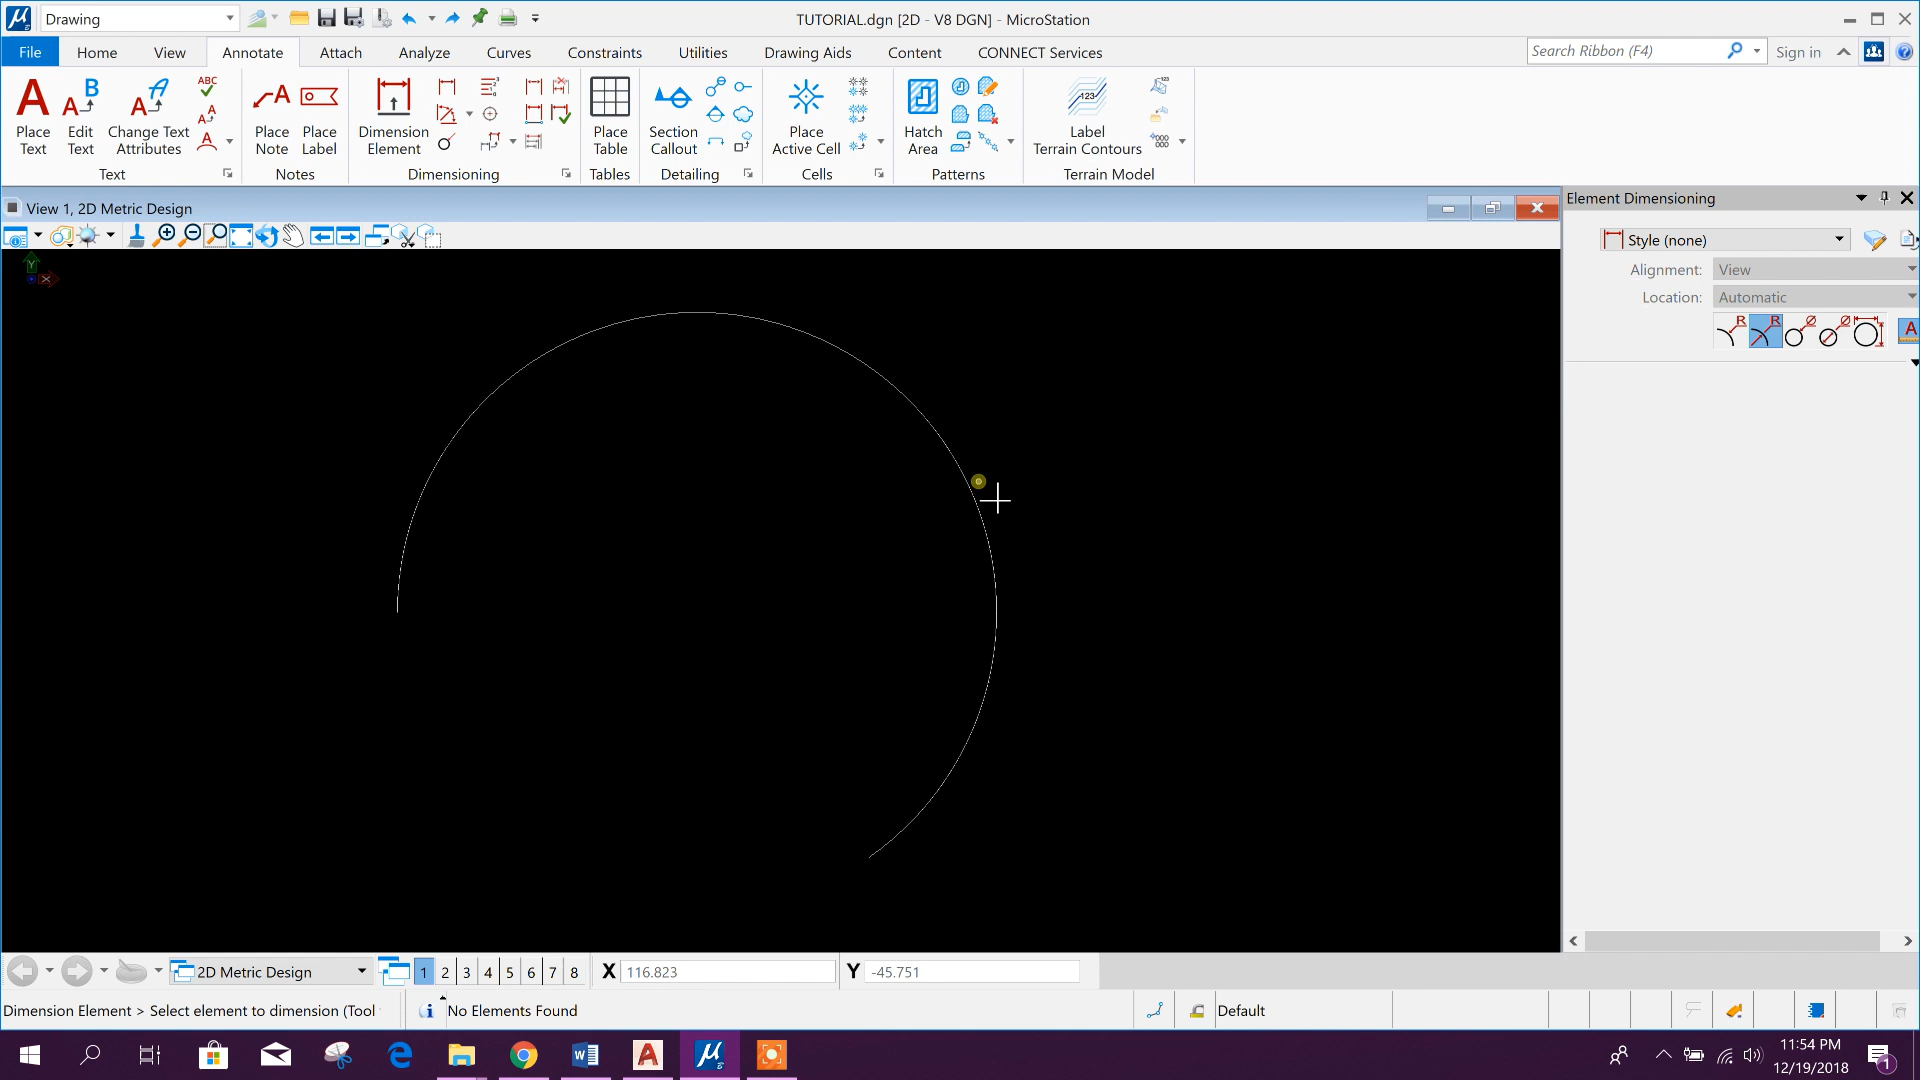 Drawing
TUTORIAL.dgn [2D - V8 DGN] - MicroStation
File Home View Annotate Attach Analyze Curves Constraints Utilities Drawing Aids Content CONNECT Services
Search Ribbon (F4)
Sign in
Place Text
Edit Text
Change Text Attributes
Place Note
Place Label
Dimension Element
Place Table
Section Callout
Place Active Cell
Hatch Area
Label Terrain Contours
Text Notes Dimensioning Tables Detailing Cells Patterns Terrain Model
View 1, 2D Metric Design
Element Dimensioning
Style (none)
Alignment: View
Location: Automatic
Y
X
2D Metric Design
1 2 3 4 5 6 7 8
X 116.823
Y -45.751
Dimension Element > Select element to dimension (Tool
No Elements Found
Default
11:54 PM
12/19/2018
1